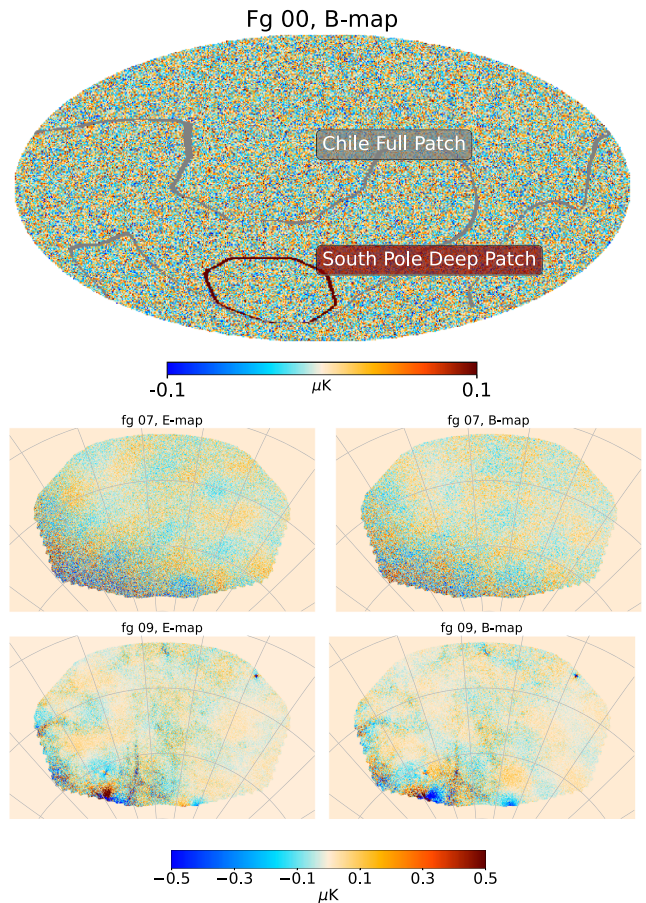 Fg 00, B-map
Chile Full Patch
South Pole Deep Patch
-0.1 0.1
μK
fg 07, E-map fg 07, B-map
fg 09, E-map fg 09, B-map
−0.5 −0.3 −0.1 0.1 0.3 0.5
μK